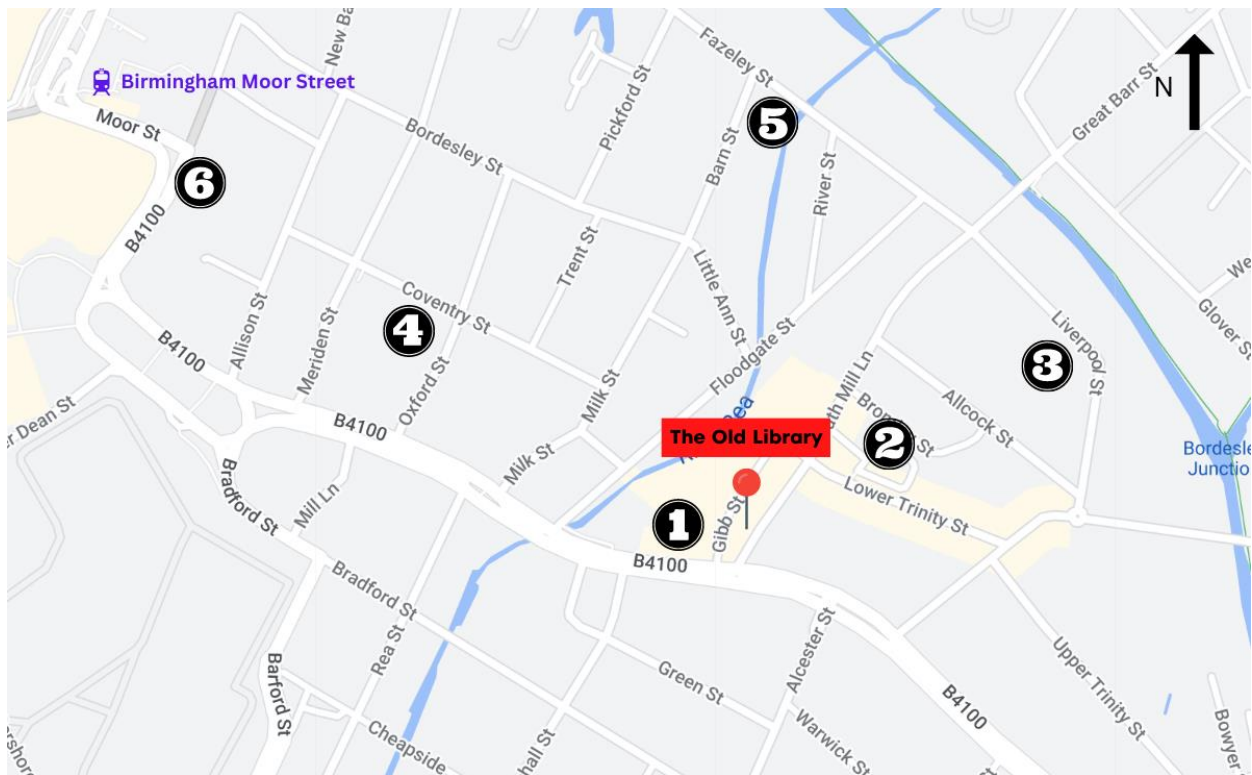 New Ba
Fazeley St
Birmingham Moor Street
N
Great Barr St
Moor St
Pickford St
5
Bordesley St
Barn St
6
River St
B4100
Trent St
Little Ann St
We
Coventry St
Glover St
Allison St
Meriden St
4
Liverpool St
B4100
Floodgate St
3
Oxford St
Milk St
Allcock St
Dean St
B4100
The Old Library
2
Bordesle
Junctio
Milk St
Lower Trinity St
Bradford St
Mill Ln
1
Gibb St
B4100
Bradford St
Rea St
Alcester St
Upper Trinity St
Green St
Barford St
B4100
Warwick St
Cheapside
Bowyer